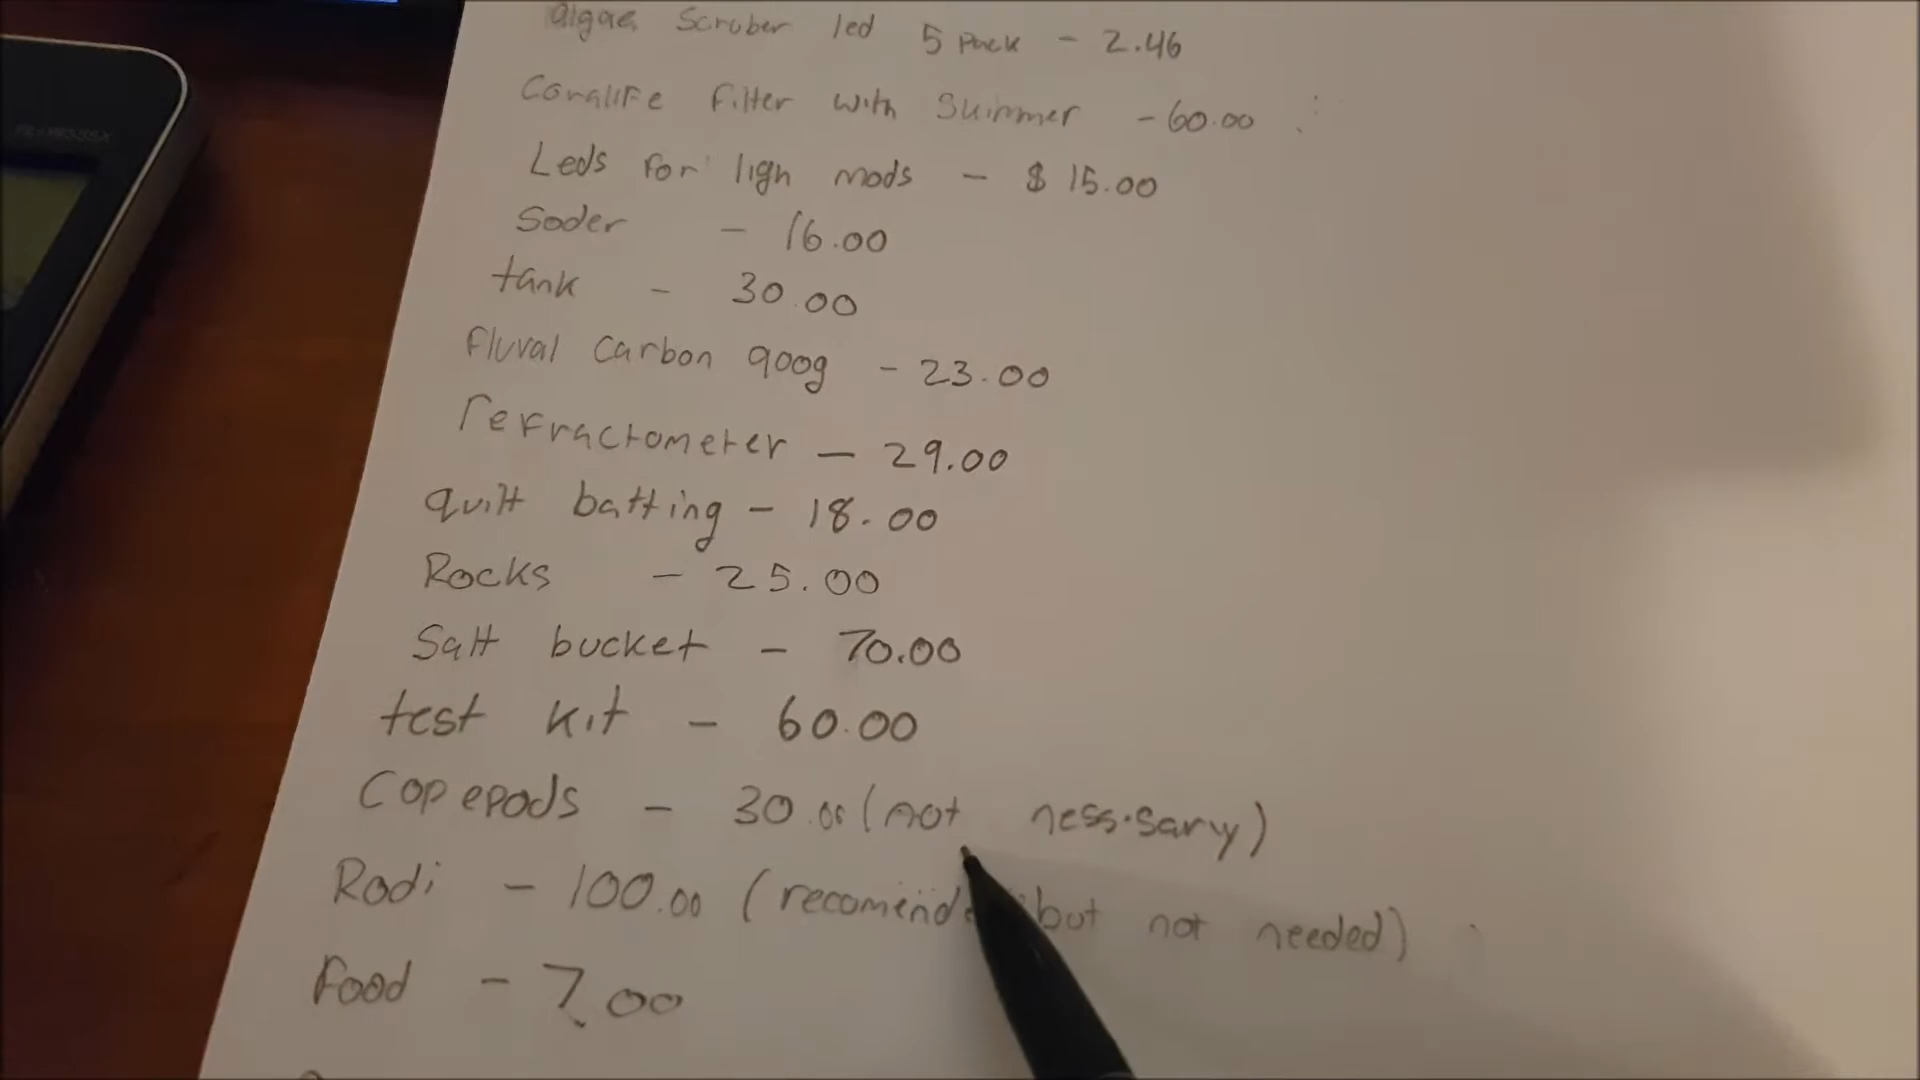 algae Scruber led 5 pack - 2.46
Coralife filter with Skimmer - 60.00
Leds for ligh mods - $ 15.00
Soder - 16.00
tank - 30.00
fluval carbon 900g - 23.00
refractometer - 29.00
quilt batting - 18.00
Rocks - 25.00
Salt bucket - 70.00
test kit - 60.00
Copepods - 30.00 (not nessisary)
Rodi - 100.00 (recomend but not needed)
Food - 7.00